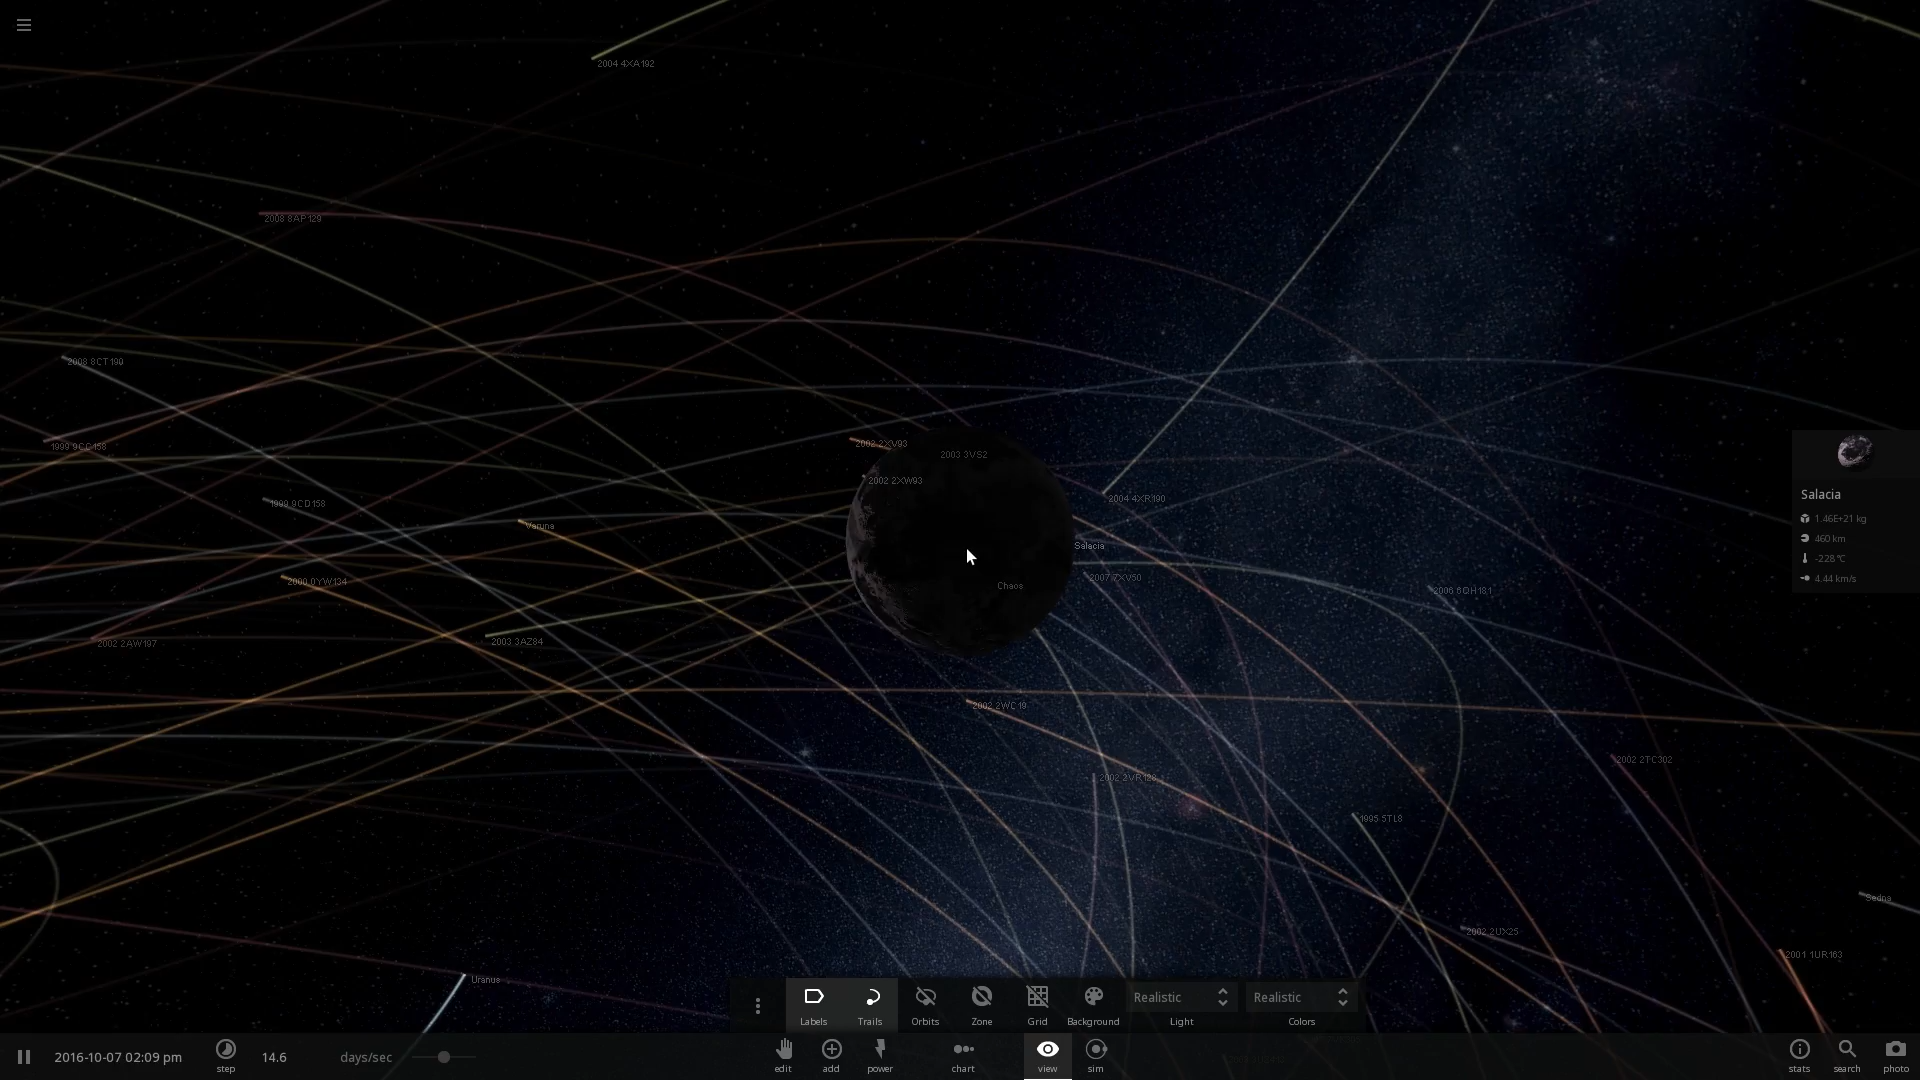 2004 4XA192
2008 8AP129
2008 8CT190
1999 9CC158
2002 2XV93
2003 3VS2
2002 2XW93
2004 4XR190
1999 9CD158
Varuna
Salacia
2007 7XV50
Chaos
2000 0YW134
2006 6QH181
2002 2AW197
2003 3AZ84
2002 2WC19
2002 2TC302
2002 2VR128
1995 5TL8
Sedna
2002 2UX25
2001 1UR163
Uranus
Salacia
1.46E+21 kg
460 km
-228 °C
4.44 km/s
Labels
Trails
Orbits
Zone
Grid
Background
Realistic
Light
Realistic
Colors
2016-10-07 02:09 pm
step
14.6
days/sec
edit
add
power
chart
view
sim
stats
search
photo